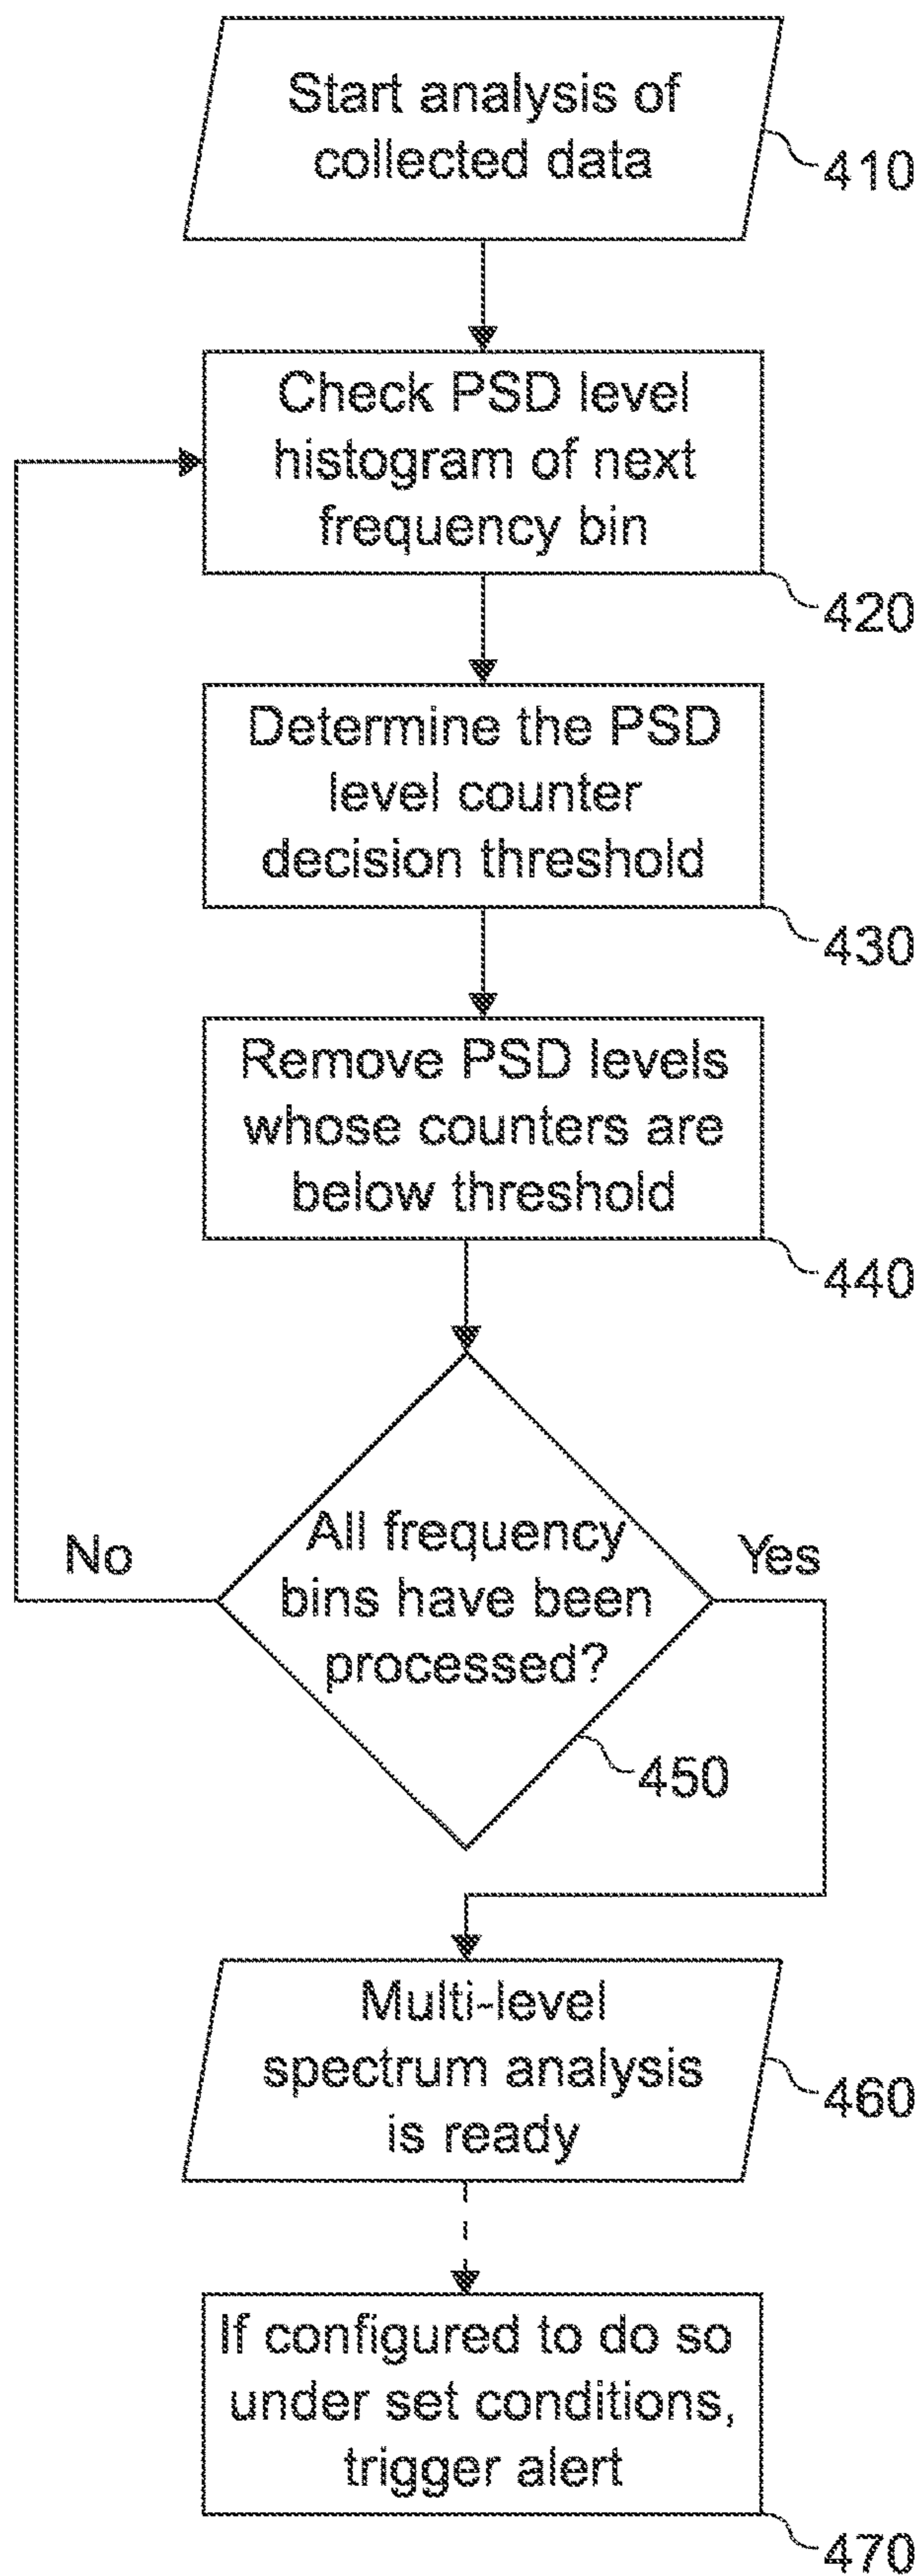 Start analysis of
collected data
410
Check PSD level
histogram of next
frequency bin
420
Determine the PSD
level counter
decision threshold
430
Remove PSD levels
whose counters are
below threshold
440
All frequency
bins have been
processed?
No
Yes
450
Multi-level
spectrum analysis
is ready
460
If configured to do so
under set conditions,
trigger alert
470